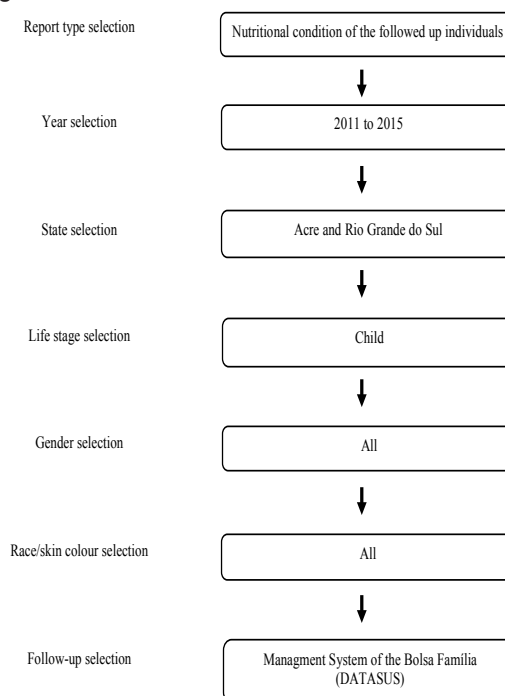 Report type selection
Nutritional condition of the followed up individuals
Year selection
2011 to 2015
State selection
Acre and Rio Grande do Sul
Life stage selection
Child
Gender selection
All
Race/skin colour selection
All
Follow-up selection
Managment System of the Bolsa Família
(DATASUS)